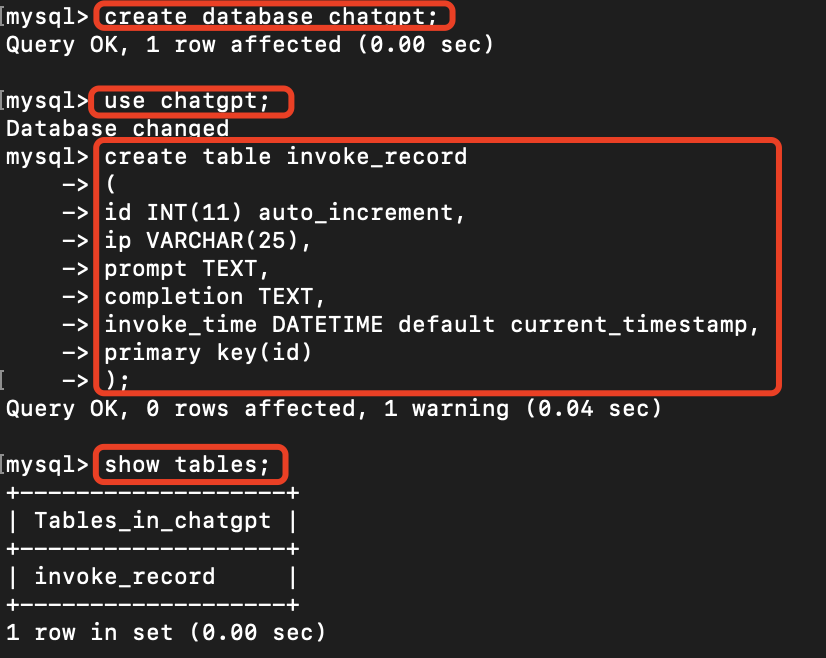 mysql> create database chatgpt;
Query OK, 1 row affected (0.00 sec)
mysql> use chatgpt;
Database changed
mysql> create table invoke_record
    -> (
    -> id INT(11) auto_increment,
    -> ip VARCHAR(25),
    -> prompt TEXT,
    -> completion TEXT,
    -> invoke_time DATETIME default current_timestamp,
    -> primary key(id)
    -> );
Query OK, 0 rows affected, 1 warning (0.04 sec)
mysql> show tables;
+-------------------+
| Tables_in_chatgpt |
+-------------------+
| invoke_record     |
+-------------------+
1 row in set (0.00 sec)